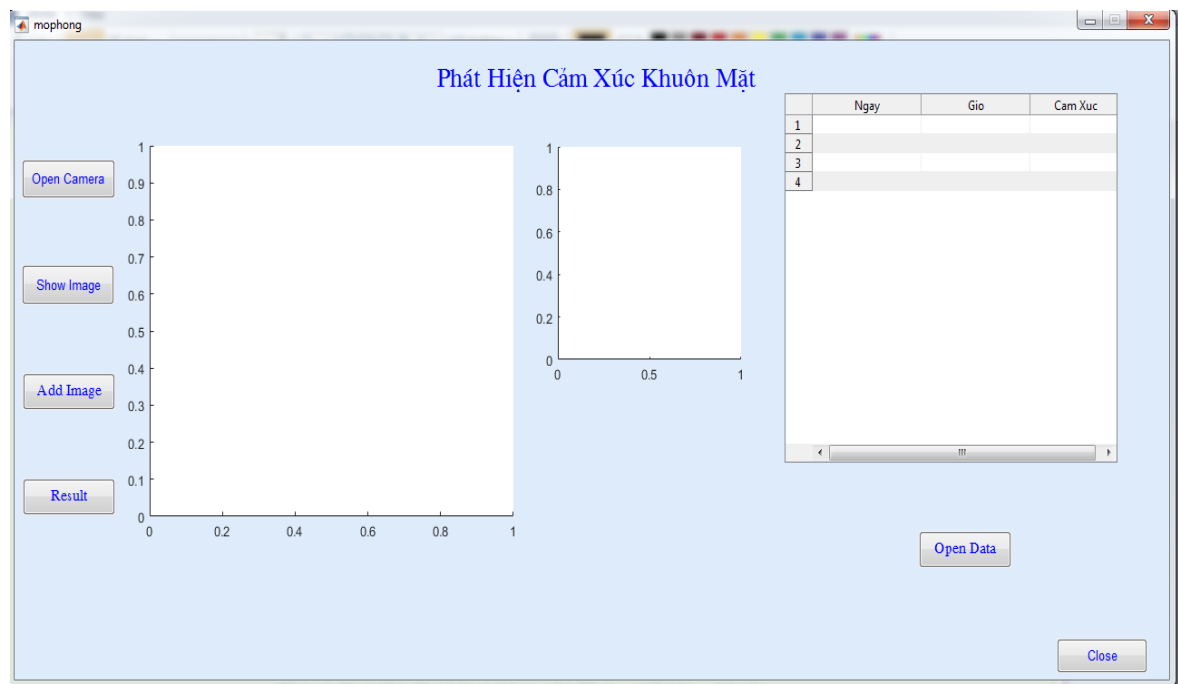 mophong
Phát Hiện Cảm Xúc Khuôn Mặt
Ngay Gio Cam Xuc
1
2
3
4
Open Camera
Show Image
Add Image
Result
1
0.9
0.8
0.7
0.6
0.5
0.4
0.3
0.2
0.1
0
0 0.2 0.4 0.6 0.8 1
1
0.8
0.6
0.4
0.2
0
0 0.5 1
Open Data
Close